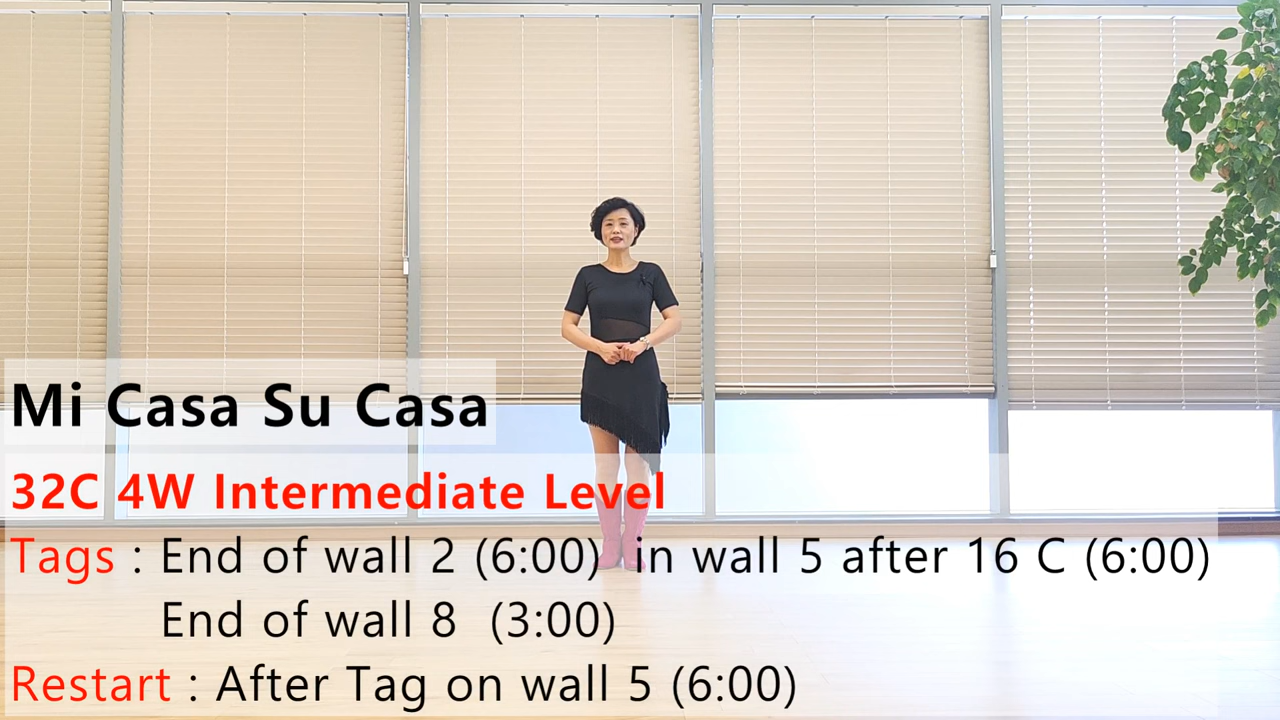 Mi Casa Su Casa
32C 4W Intermediate Level
Tags : End of wall 2 (6:00)  in wall 5 after 16 C (6:00)
End of wall 8  (3:00)
Restart : After Tag on wall 5 (6:00)